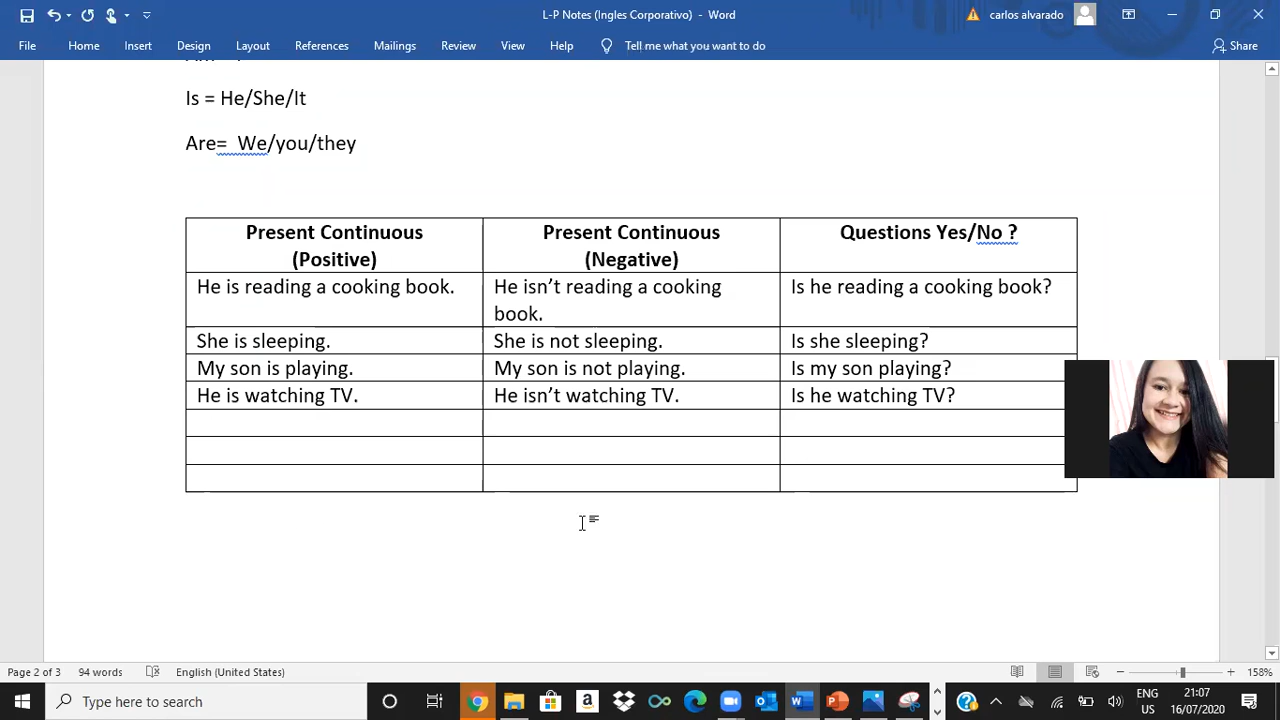 L-P Notes (Ingles Corporativo) - Word
carlos alvarado
File Home Insert Design Layout References Mailings Review View Help Tell me what you want to do Share
Is = He/She/It
Are= We/you/they
Present Continuous (Positive)
Present Continuous (Negative)
Questions Yes/No ?
He is reading a cooking book.
He isn’t reading a cooking book.
Is he reading a cooking book?
She is sleeping.
She is not sleeping.
Is she sleeping?
My son is playing.
My son is not playing.
Is my son playing?
He is watching TV.
He isn’t watching TV.
Is he watching TV?
Page 2 of 3 94 words English (United States) 158%
Type here to search
ENG 21:07
US 16/07/2020